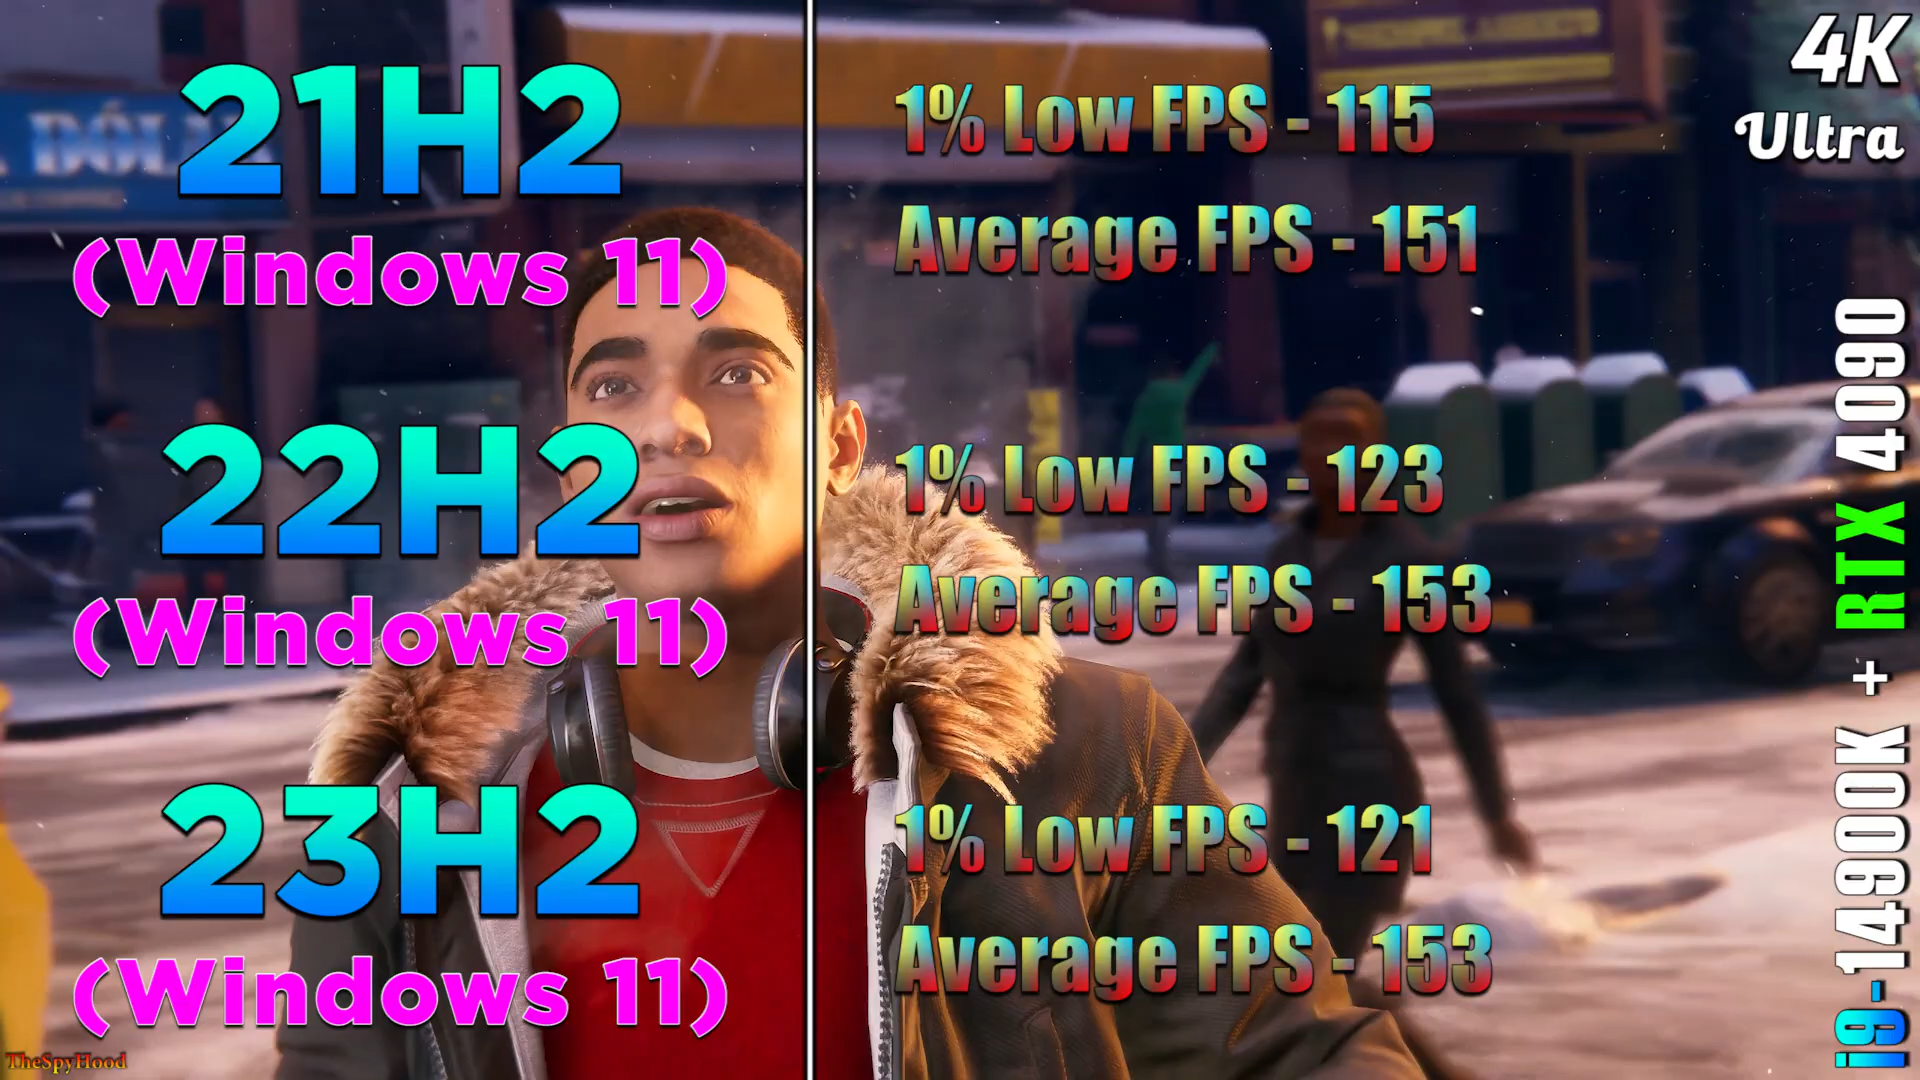 21H2
(Windows 11)
1% Low FPS - 115
Average FPS - 151
22H2
(Windows 11)
1% Low FPS - 123
Average FPS - 153
23H2
(Windows 11)
1% Low FPS - 121
Average FPS - 153
4K
Ultra
i9-14900K + RTX 4090
TheSpyHood